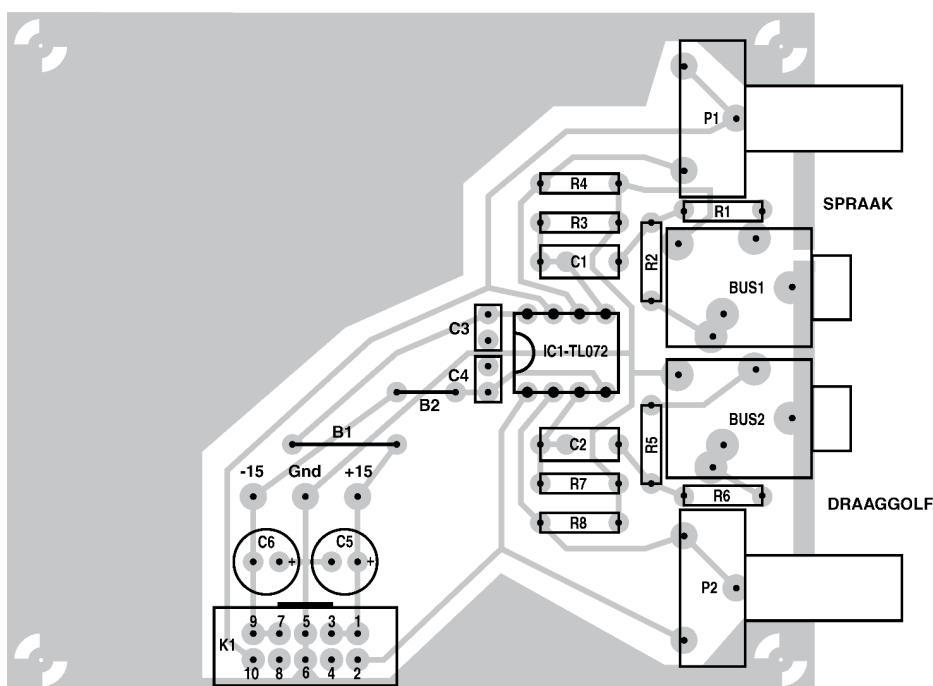 P1
R4
R1
SPRAAK
R3
R2
C1
BUS1
C3
IC1-TL072
C4
B2
BUS2
B1
R5
C2
-15 Gnd +15
R7
R6
DRAAGGOLF
R8
C6 C5
+ +
P2
9 7 5 3 1
K1
10 8 6 4 2